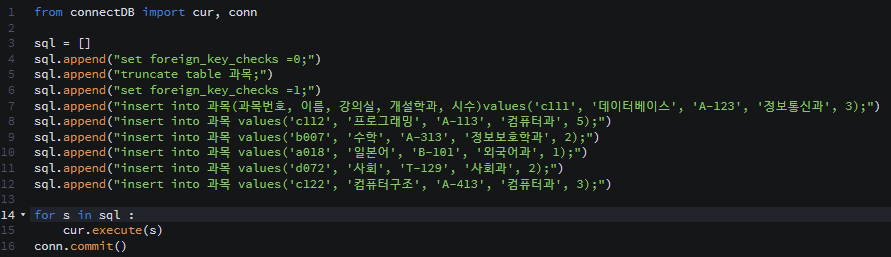 1 from connectDB import cur, conn
2
3 sql = []
4 sql.append("set foreign_key_checks =0;")
5 sql.append("truncate table 과목;")
6 sql.append("set foreign_key_checks =1;")
7 sql.append("insert into 과목(과목번호, 이름, 강의실, 개설학과, 시수)values('c111', '데이터베이스', 'A-123', '정보통신과', 3);")
8 sql.append("insert into 과목 values('c112', '프로그래밍', 'A-113', '컴퓨터과', 5);")
9 sql.append("insert into 과목 values('b007', '수학', 'A-313', '정보보호학과', 2);")
10 sql.append("insert into 과목 values('a018', '일본어', 'B-101', '외국어과', 1);")
11 sql.append("insert into 과목 values('d072', '사회', 'T-129', '사회과', 2);")
12 sql.append("insert into 과목 values('c122', '컴퓨터구조', 'A-413', '컴퓨터과', 3);")
13
14 for s in sql :
15 cur.execute(s)
16 conn.commit()